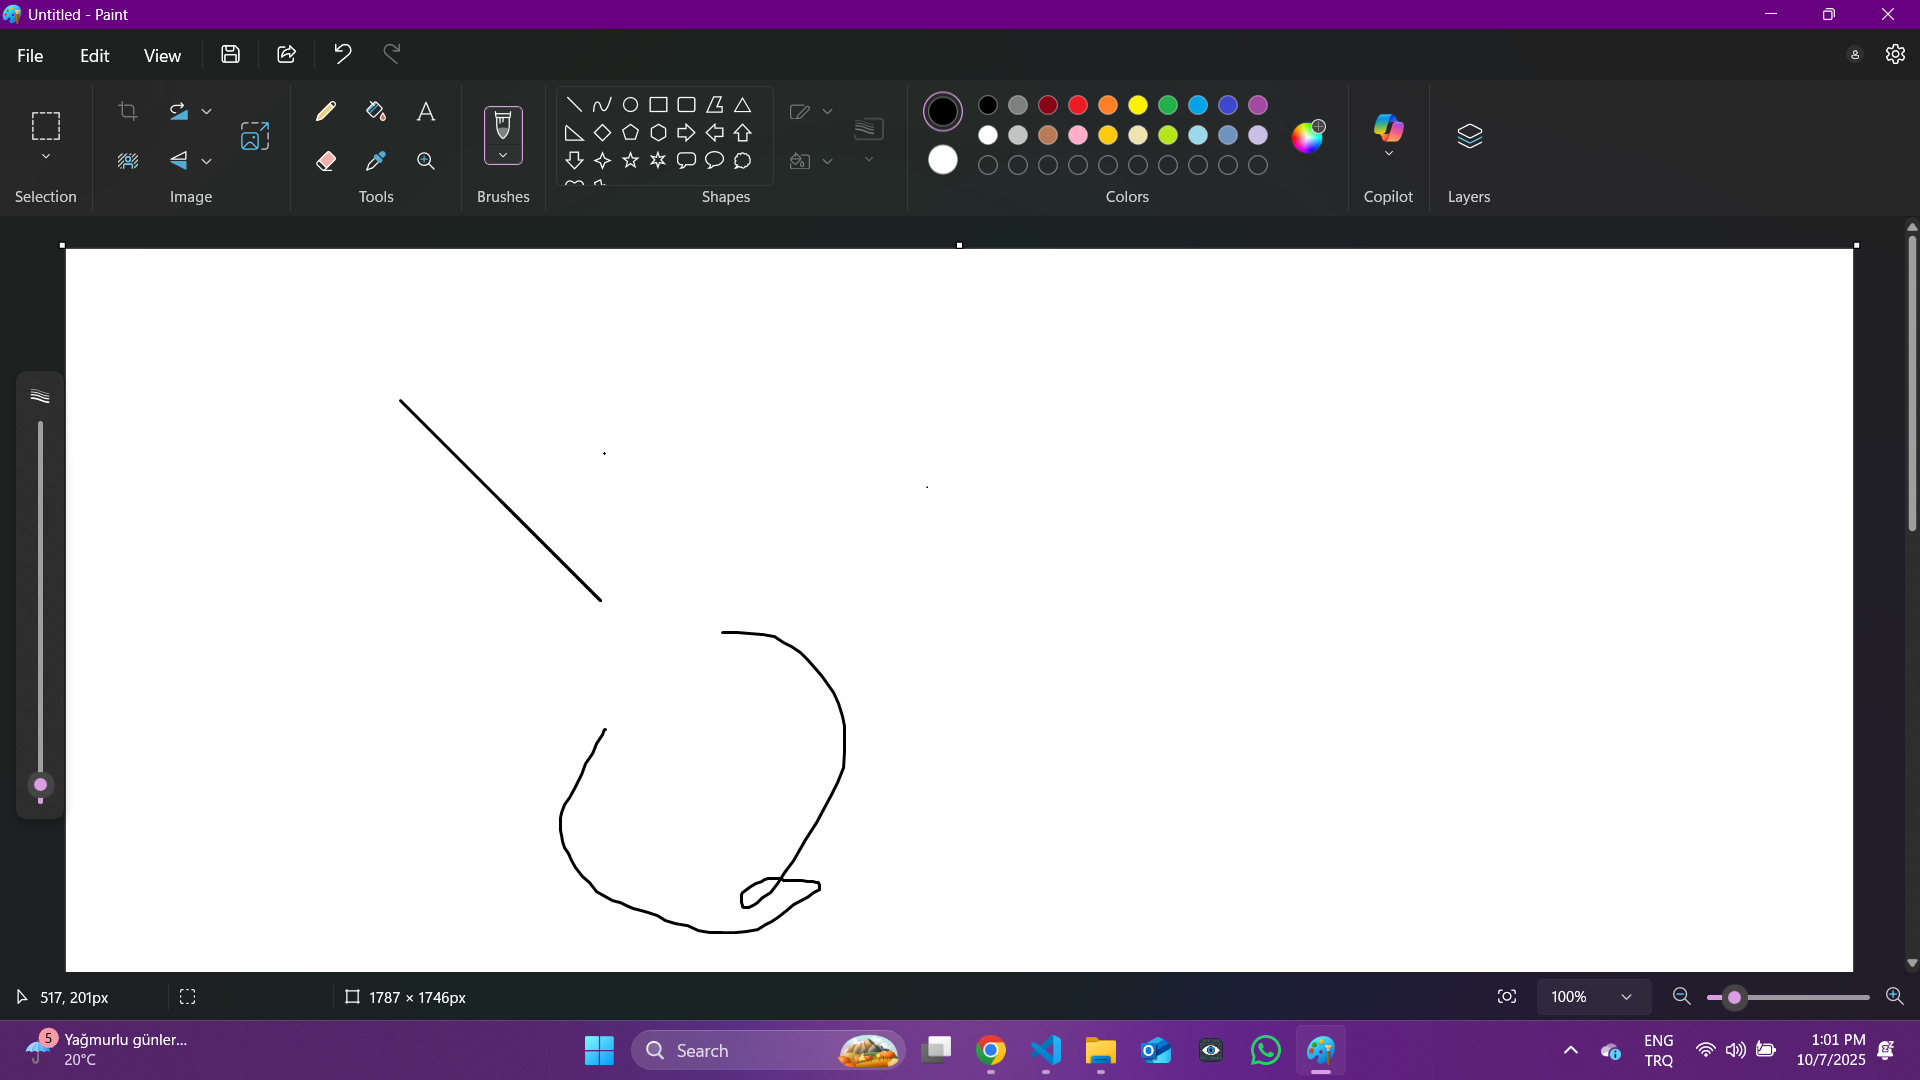 Untitled - Paint
File Edit View
Selection Image Tools Brushes Shapes Colors Copilot Layers
517, 201px 1787 × 1746px 100%
5 Yağmurlu günler... Search ENG 1:01 PM
20°C TRQ 10/7/2025